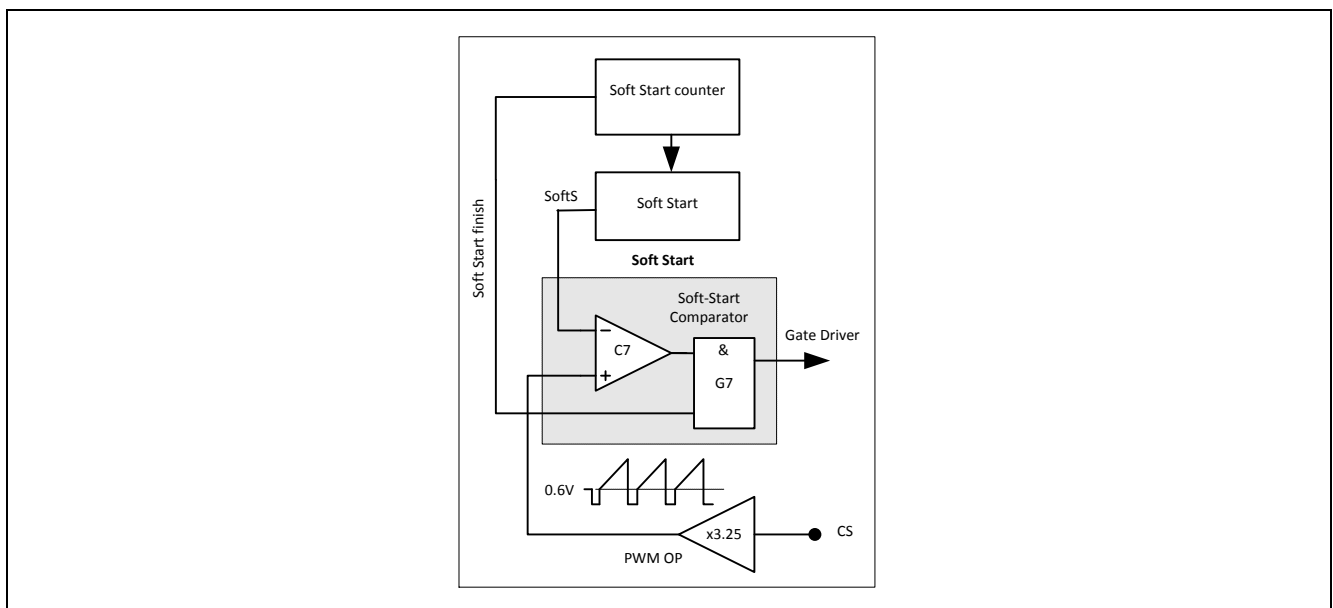 Soft Start counter
SoftS
Soft Start
Soft Start finish
Soft Start
Soft-Start
Comparator
Gate Driver
−
C7
+
&
G7
0.6V
x3.25
CS
PWM OP